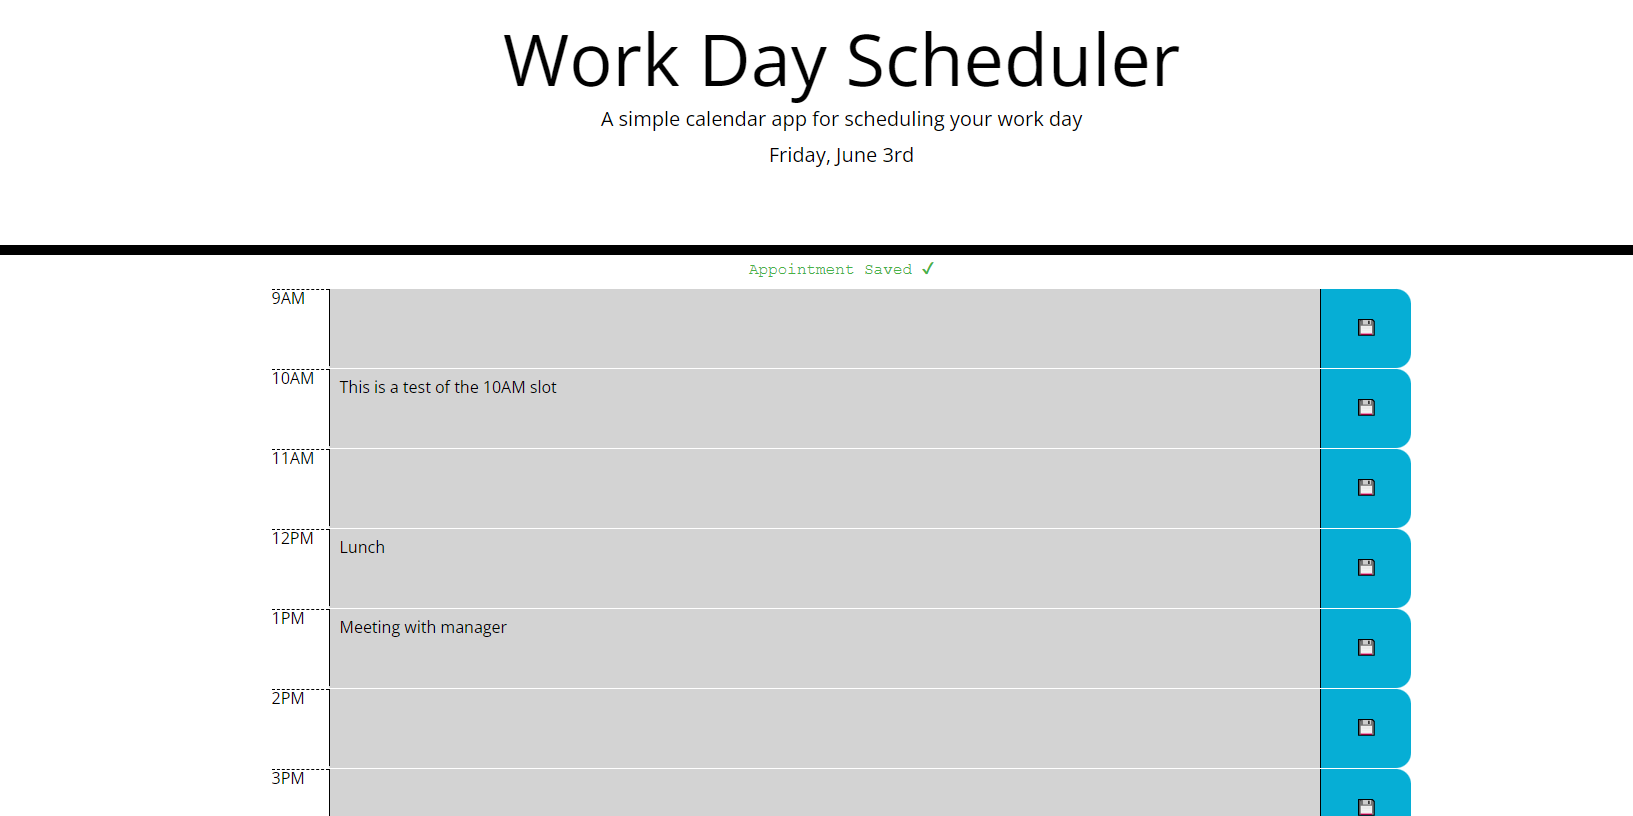 Work Day Scheduler
A simple calendar app for scheduling your work day
Friday, June 3rd
Appointment Saved ✓
9AM
10AM This is a test of the 10AM slot
11AM
12PM Lunch
1PM Meeting with manager
2PM
3PM